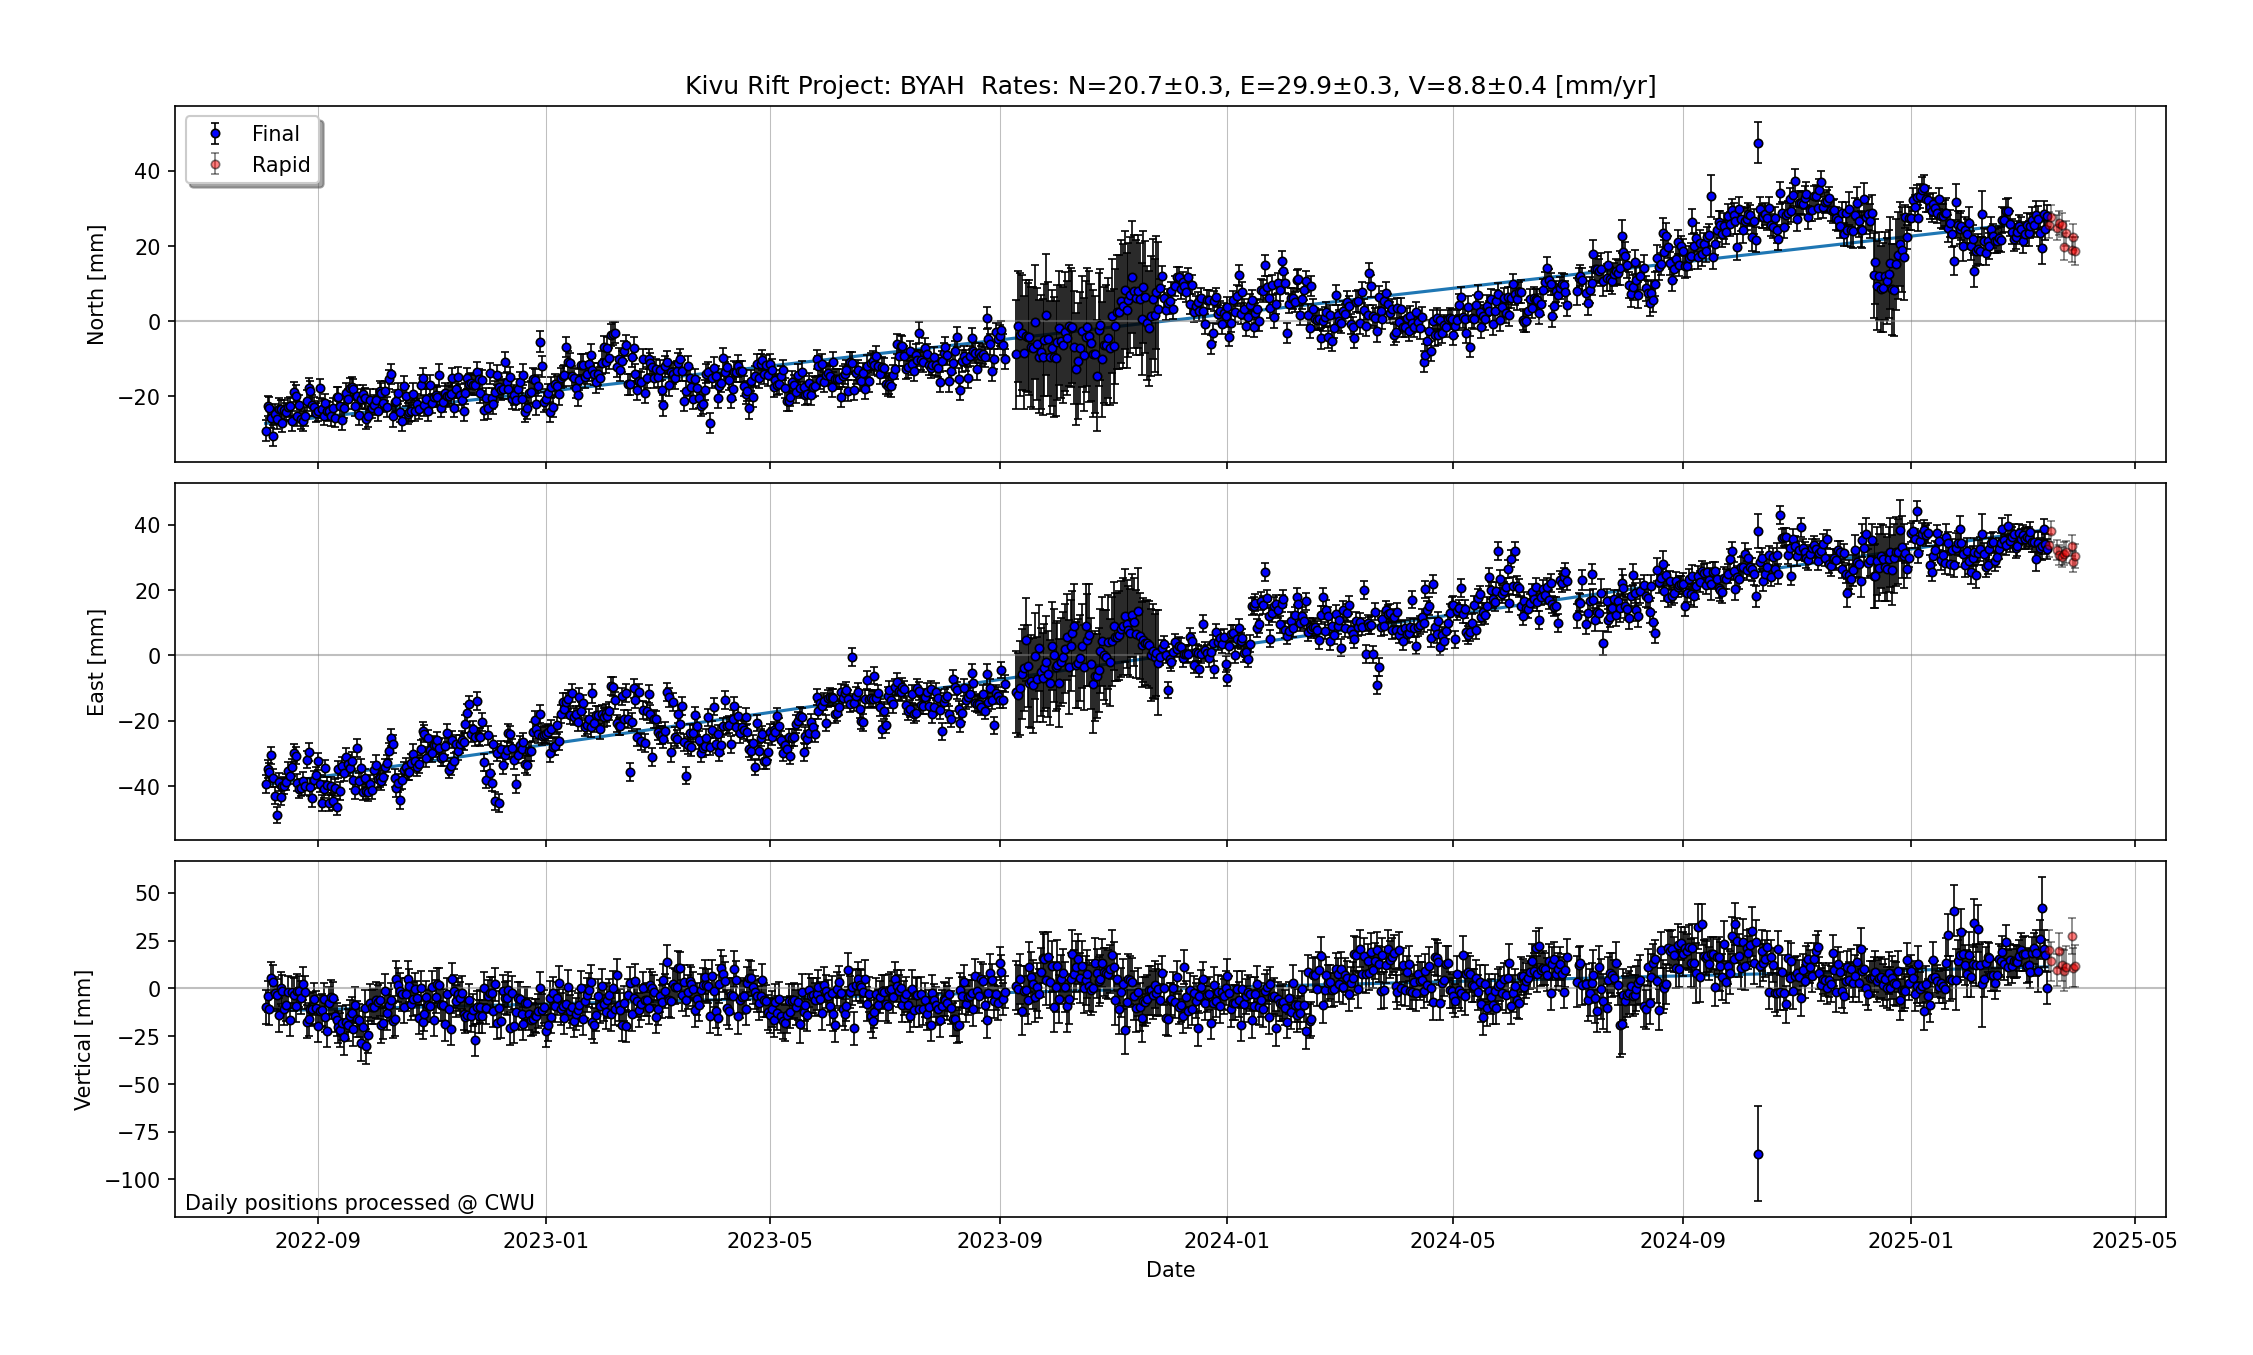 Kivu Rift Project: BYAH  Rates: N=20.7±0.3, E=29.9±0.3, V=8.8±0.4 [mm/yr]
Final
Rapid
North [mm]
40
20
0
−20
East [mm]
40
20
0
−20
−40
Vertical [mm]
50
25
0
−25
−50
−75
−100
Daily positions processed @ CWU
2022-09 2023-01 2023-05 2023-09 2024-01 2024-05 2024-09 2025-01 2025-05
Date